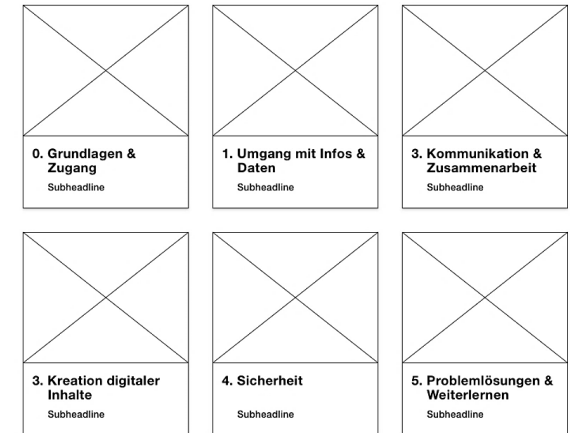 0. Grundlagen &
Zugang
Subheadline
1. Umgang mit Infos &
Daten
Subheadline
3. Kommunikation &
Zusammenarbeit
Subheadline
3. Kreation digitaler
Inhalte
Subheadline
4. Sicherheit
Subheadline
5. Problemlösungen &
Weiterlernen
Subheadline